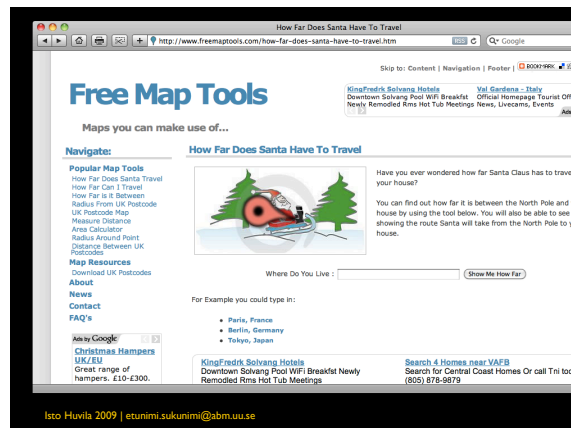 How Far Does Santa Have To Travel
http://www.freemaptools.com/how-far-does-santa-have-to-travel.htm
RSS
Google
Skip to: Content | Navigation | Footer |
BOOKMARK
Free Map Tools
KingFredrk Solvang Hotels
Downtown Solvang Pool WiFi Breakfst
Newly Remodled Rms Hot Tub Meetings
Val Gardena - Italy
Official Homepage Tourist Off
News, Livecams, Events
Ads
Maps you can make use of...
Navigate:
Popular Map Tools
How Far Does Santa Travel
How Far Can I Travel
How Far is it Between
Radius From UK Postcode
UK Postcode Map
Measure Distance
Area Calculator
Radius Around Point
Distance Between UK
Postcodes
Map Resources
Download UK Postcodes
About
News
Contact
FAQ's
Ads by Google
Christmas Hampers
UK/EU
Great range of
hampers. £10-£300.
How Far Does Santa Have To Travel
Have you ever wondered how far Santa Claus has to trave
your house?
You can find out how far it is between the North Pole and
house by using the tool below. You will also be able to see
showing the route Santa will take from the North Pole to y
house.
Where Do You Live :
Show Me How Far
For Example you could type in:
Paris, France
Berlin, Germany
Tokyo, Japan
KingFredrk Solvang Hotels
Downtown Solvang Pool WiFi Breakfst Newly
Remodled Rms Hot Tub Meetings
Search 4 Homes near VAFB
Search for Central Coast Homes Or call Tni tod
(805) 878-9879
Isto Huvila 2009 | etunimi.sukunimi@abm.uu.se